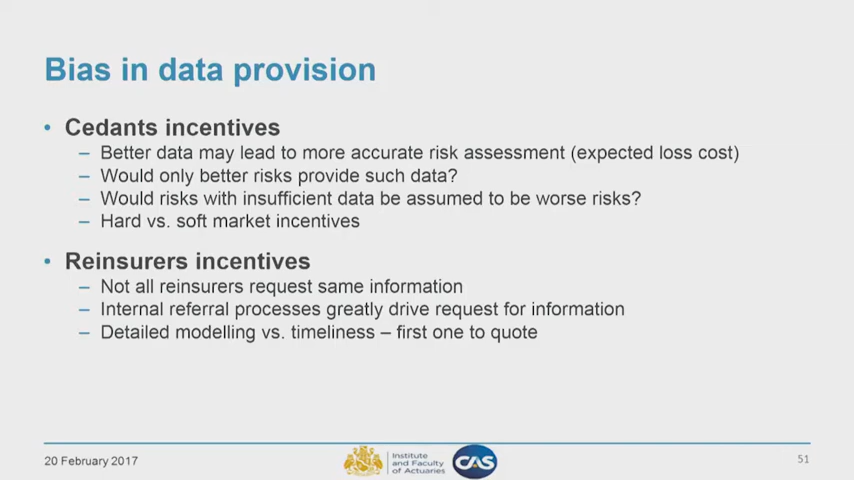 Bias in data provision
• Cedants incentives
– Better data may lead to more accurate risk assessment (expected loss cost)
– Would only better risks provide such data?
– Would risks with insufficient data be assumed to be worse risks?
– Hard vs. soft market incentives
• Reinsurers incentives
– Not all reinsurers request same information
– Internal referral processes greatly drive request for information
– Detailed modelling vs. timeliness – first one to quote
20 February 2017
Institute
and Faculty
of Actuaries
CAS
51